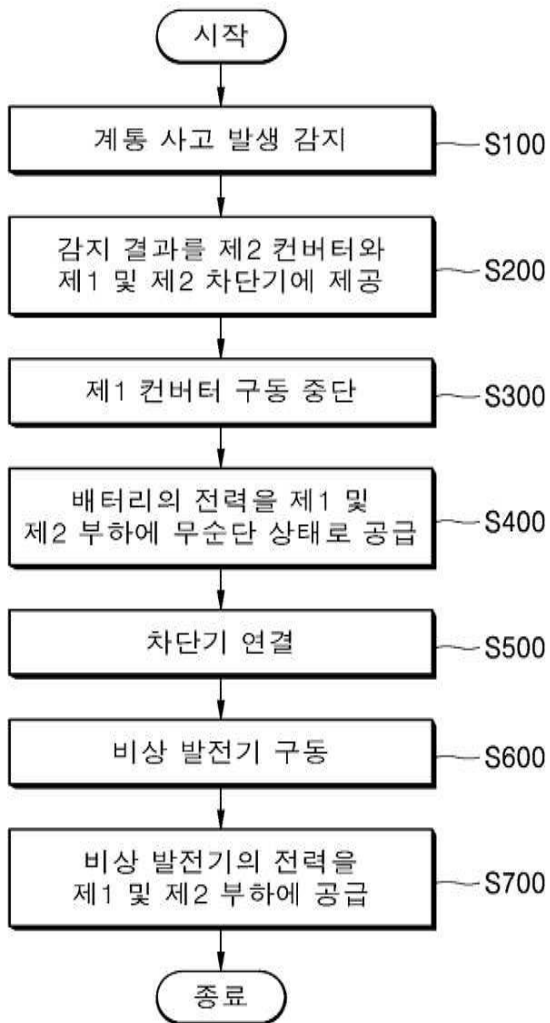 시작
계통 사고 발생 감지
S100
감지 결과를 제2 컨버터와
제1 및 제2 차단기에 제공
S200
제1 컨버터 구동 중단
S300
배터리의 전력을 제1 및
제2 부하에 무순단 상태로 공급
S400
차단기 연결
S500
비상 발전기 구동
S600
비상 발전기의 전력을
제1 및 제2 부하에 공급
S700
종료